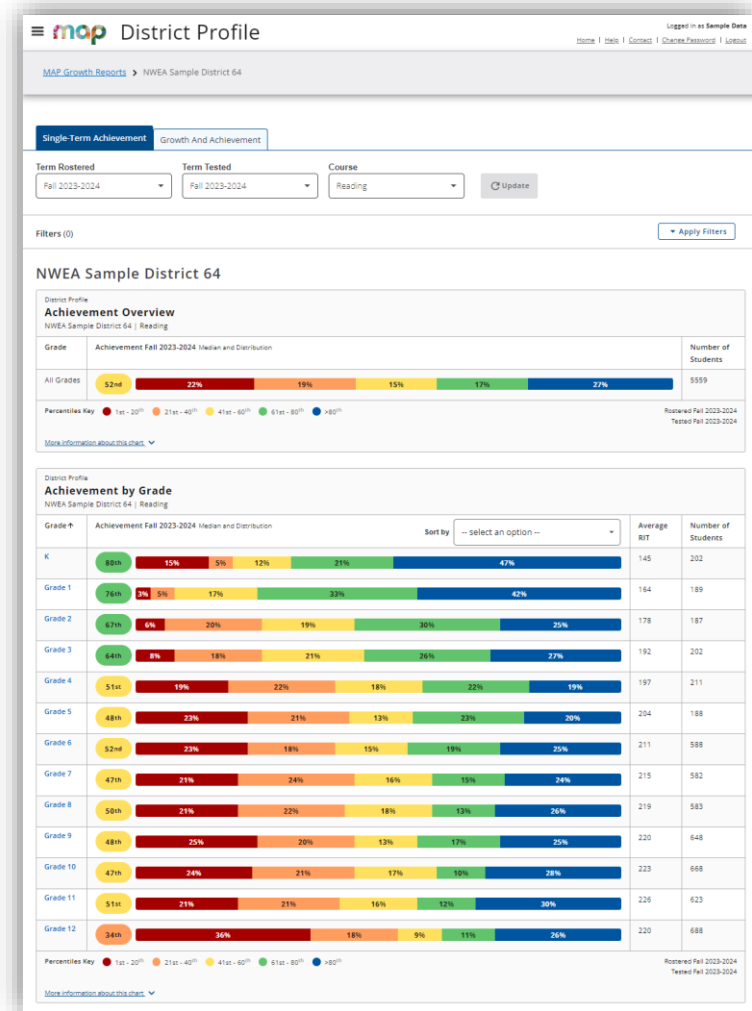 map District Profile
Logged in as Sample Data
Home | Help | Contact | Change Password | Logout
MAP Growth Reports > NWEA Sample District 64
Single-Term Achievement Growth And Achievement
Term Rostered Term Tested Course
Fall 2023-2024 Fall 2023-2024 Reading Update
Filters (0) Apply Filters
NWEA Sample District 64
District Profile
Achievement Overview
NWEA Sample District 64 | Reading
Grade Achievement Fall 2023-2024 Median and Distribution Number of Students
All Grades 52nd 22% 19% 15% 17% 27% 5559
Percentiles Key 1st - 20th 21st - 40th 41st - 60th 61st - 80th >80th Rostered Fall 2023-2024
Tested Fall 2023-2024
More information about this chart
District Profile
Achievement by Grade
NWEA Sample District 64 | Reading
Grade↑ Achievement Fall 2023-2024 Median and Distribution Sort by -- select an option -- Average RIT Number of Students
K 80th 15% 5% 12% 21% 47% 145 202
Grade 1 76th 3% 5% 17% 33% 42% 164 189
Grade 2 67th 6% 20% 19% 30% 25% 178 187
Grade 3 64th 8% 18% 21% 26% 27% 192 202
Grade 4 51st 19% 22% 18% 22% 19% 197 211
Grade 5 48th 23% 21% 13% 23% 20% 204 188
Grade 6 52nd 23% 18% 15% 19% 25% 211 588
Grade 7 47th 21% 24% 16% 15% 24% 215 582
Grade 8 50th 21% 22% 18% 13% 26% 219 583
Grade 9 48th 25% 20% 13% 17% 25% 220 648
Grade 10 47th 24% 21% 17% 10% 28% 223 668
Grade 11 51st 21% 21% 16% 12% 30% 226 623
Grade 12 34th 36% 18% 9% 11% 26% 220 688
Percentiles Key 1st - 20th 21st - 40th 41st - 60th 61st - 80th >80th Rostered Fall 2023-2024
Tested Fall 2023-2024
More information about this chart